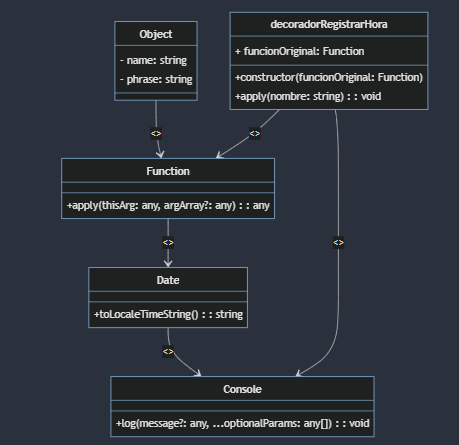 Object
- name: string
- phrase: string
decoradorRegistrarHora
+ funcionOriginal: Function
+constructor(funcionOriginal: Function)
+apply(nombre: string) : : void
<>
<>
Function
+apply(thisArg: any, argArray?: any) : : any
<>
<>
Date
+toLocaleTimeString() : : string
<>
Console
+log(message?: any, ...optionalParams: any[]) : : void